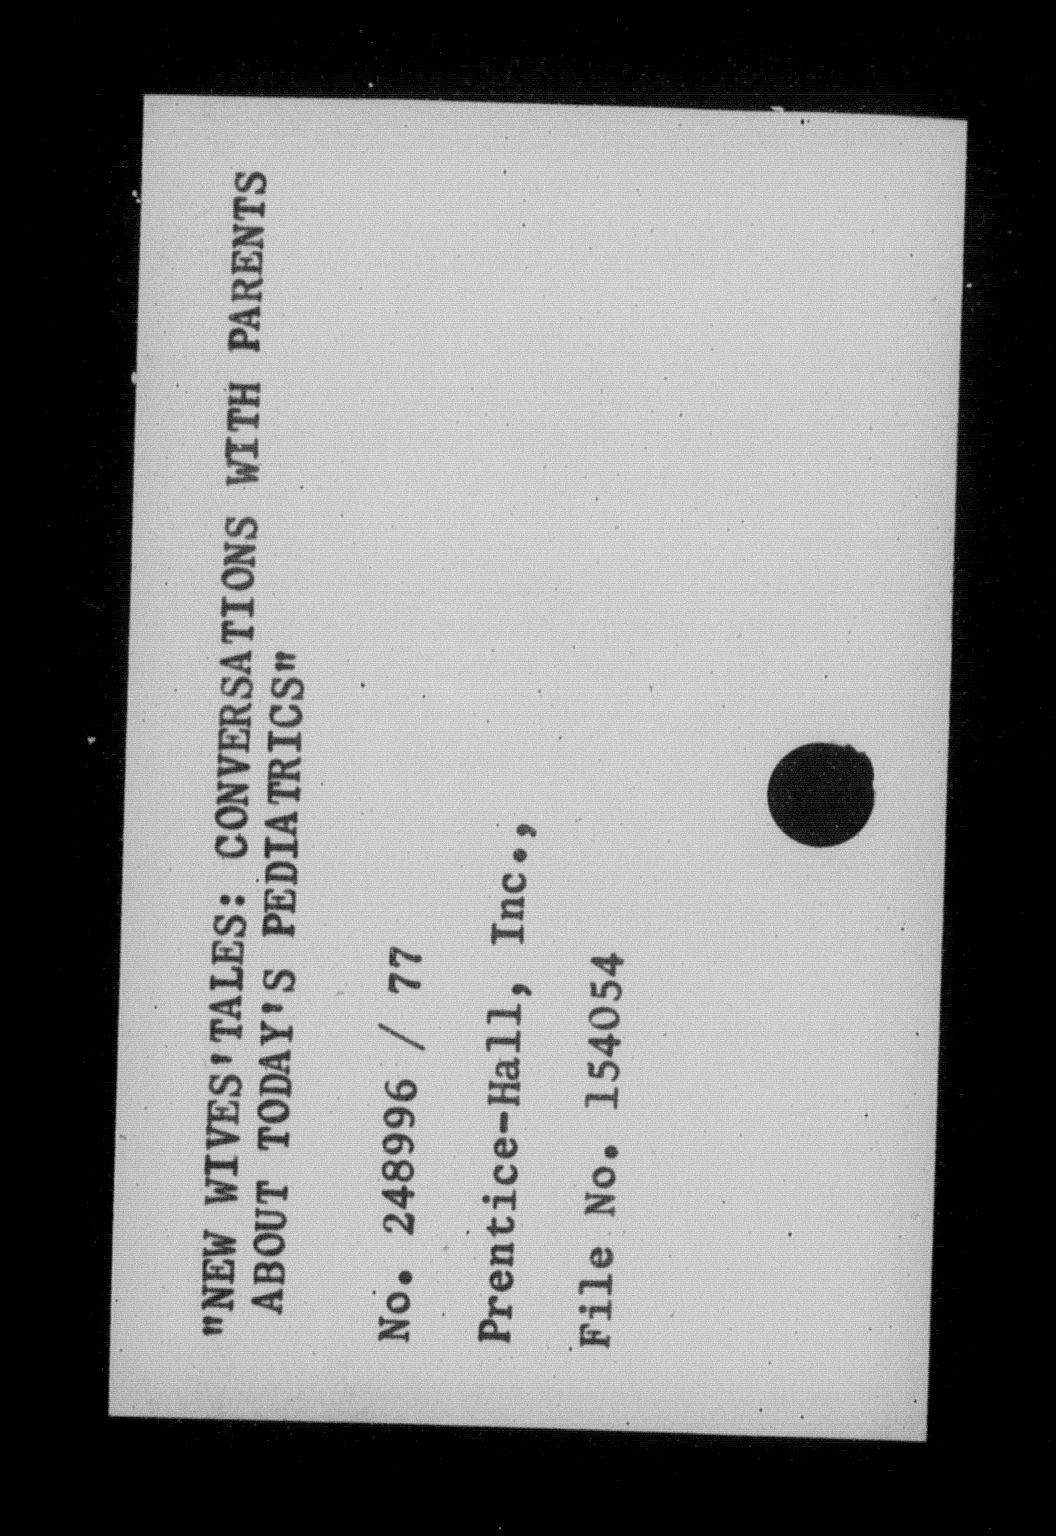 "NEW WIVES'TALES: CONVERSATIONS WITH PARENTS
ABOUT TODAY'S PEDIATRICS"
No. 248996 / 77
Prentice-Hall, Inc.,
File No. 154054